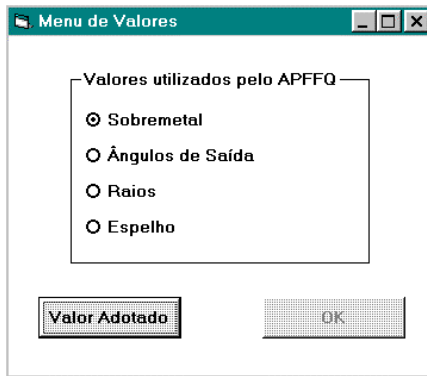 Menu de Valores
Valores utilizados pelo APFFQ
Sobremetal
Ângulos de Saída
Raios
Espelho
Valor Adotado
OK